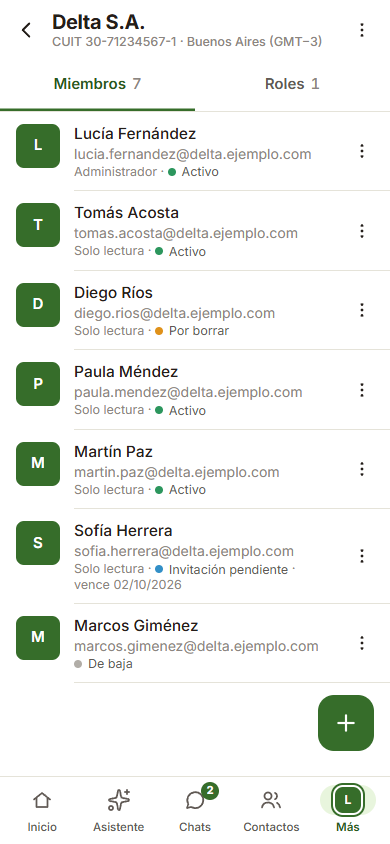 Delta S.A.
CUIT 30-71234567-1 · Buenos Aires (GMT−3)
Miembros 7
Roles 1
L
Lucía Fernández
lucia.fernandez@delta.ejemplo.com
Administrador · Activo
T
Tomás Acosta
tomas.acosta@delta.ejemplo.com
Solo lectura · Activo
D
Diego Ríos
diego.rios@delta.ejemplo.com
Solo lectura · Por borrar
P
Paula Méndez
paula.mendez@delta.ejemplo.com
Solo lectura · Activo
M
Martín Paz
martin.paz@delta.ejemplo.com
Solo lectura · Activo
S
Sofía Herrera
sofia.herrera@delta.ejemplo.com
Solo lectura · Invitación pendiente ·
vence 02/10/2026
M
Marcos Giménez
marcos.gimenez@delta.ejemplo.com
De baja
2
L
Inicio
Asistente
Chats
Contactos
Más